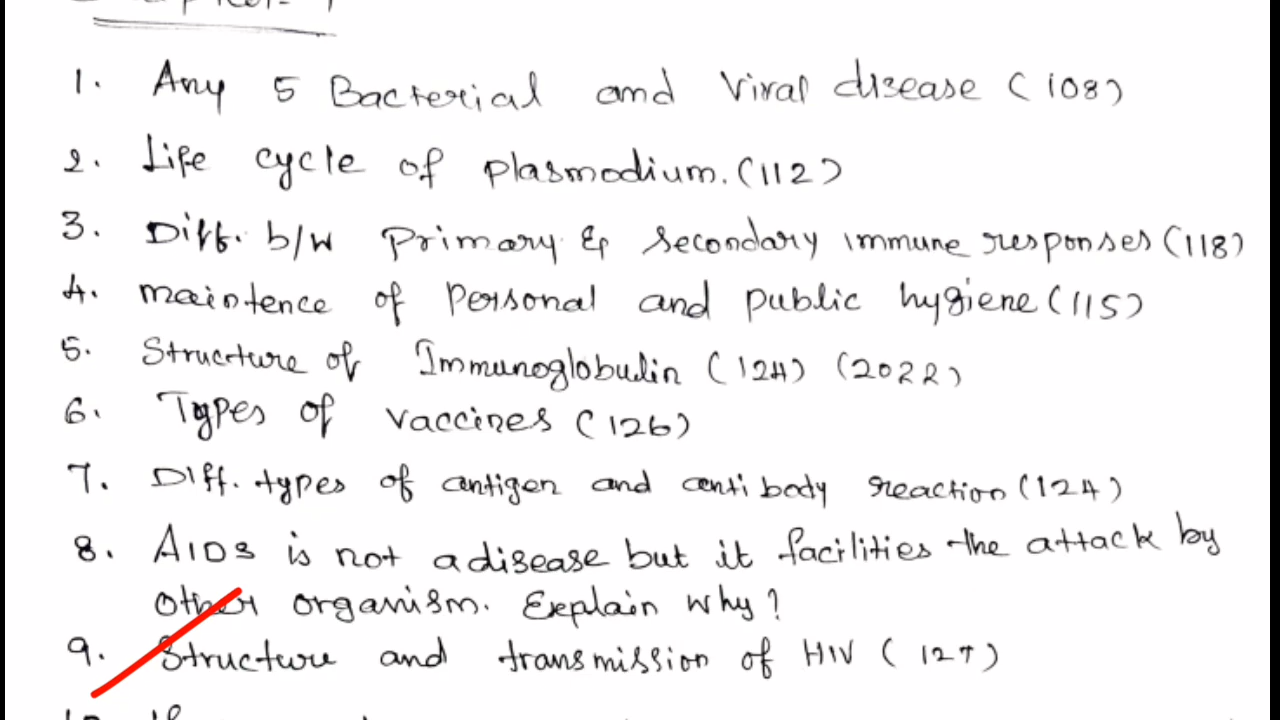 1. Any 5 Bacterial and Viral disease (108)
2. Life cycle of plasmodium. (112)
3. Diff. b/w Primary & secondary immune responses (118)
4. maintence of Personal and public hygiene (115)
5. Structure of Immunoglobulin (124) (2022)
6. Types of vaccines (126)
7. Diff. types of antigen and antibody reaction (124)
8. AIDS is not a disease but it facilities the attack by
other organism. Explain why?
9. Structure and transmission of HIV (127)